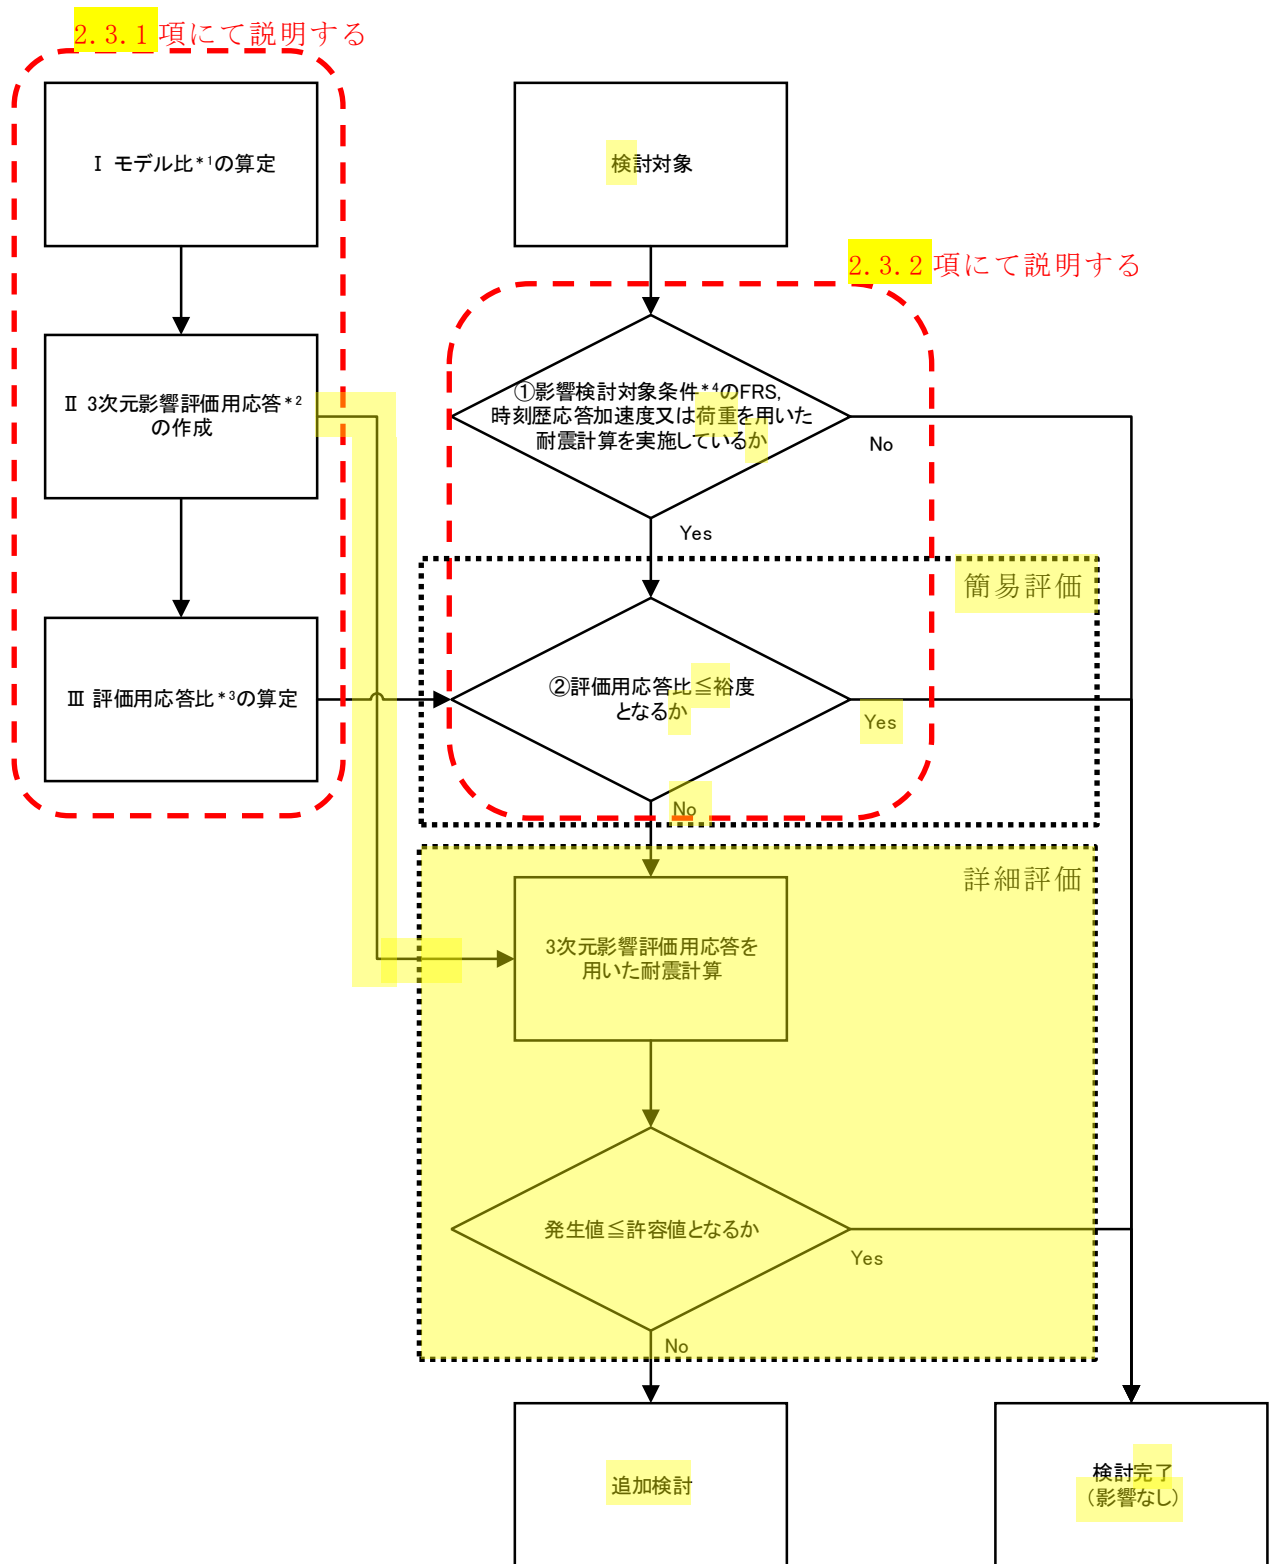 2.3.1項にて説明する
Ⅰ モデル比*1の算定
検討対象
2.3.2項にて説明する
Ⅱ 3次元影響評価用応答*2
の作成
①影響検討対象条件*4のFRS,
時刻歴応答加速度又は荷重を用いた
耐震計算を実施しているか
No
Yes
簡易評価
Ⅲ 評価用応答比*3の算定
②評価用応答比≦裕度
となるか
Yes
No
詳細評価
3次元影響評価用応答を
用いた耐震計算
発生値≦許容値となるか
Yes
No
追加検討
検討完了
（影響なし）